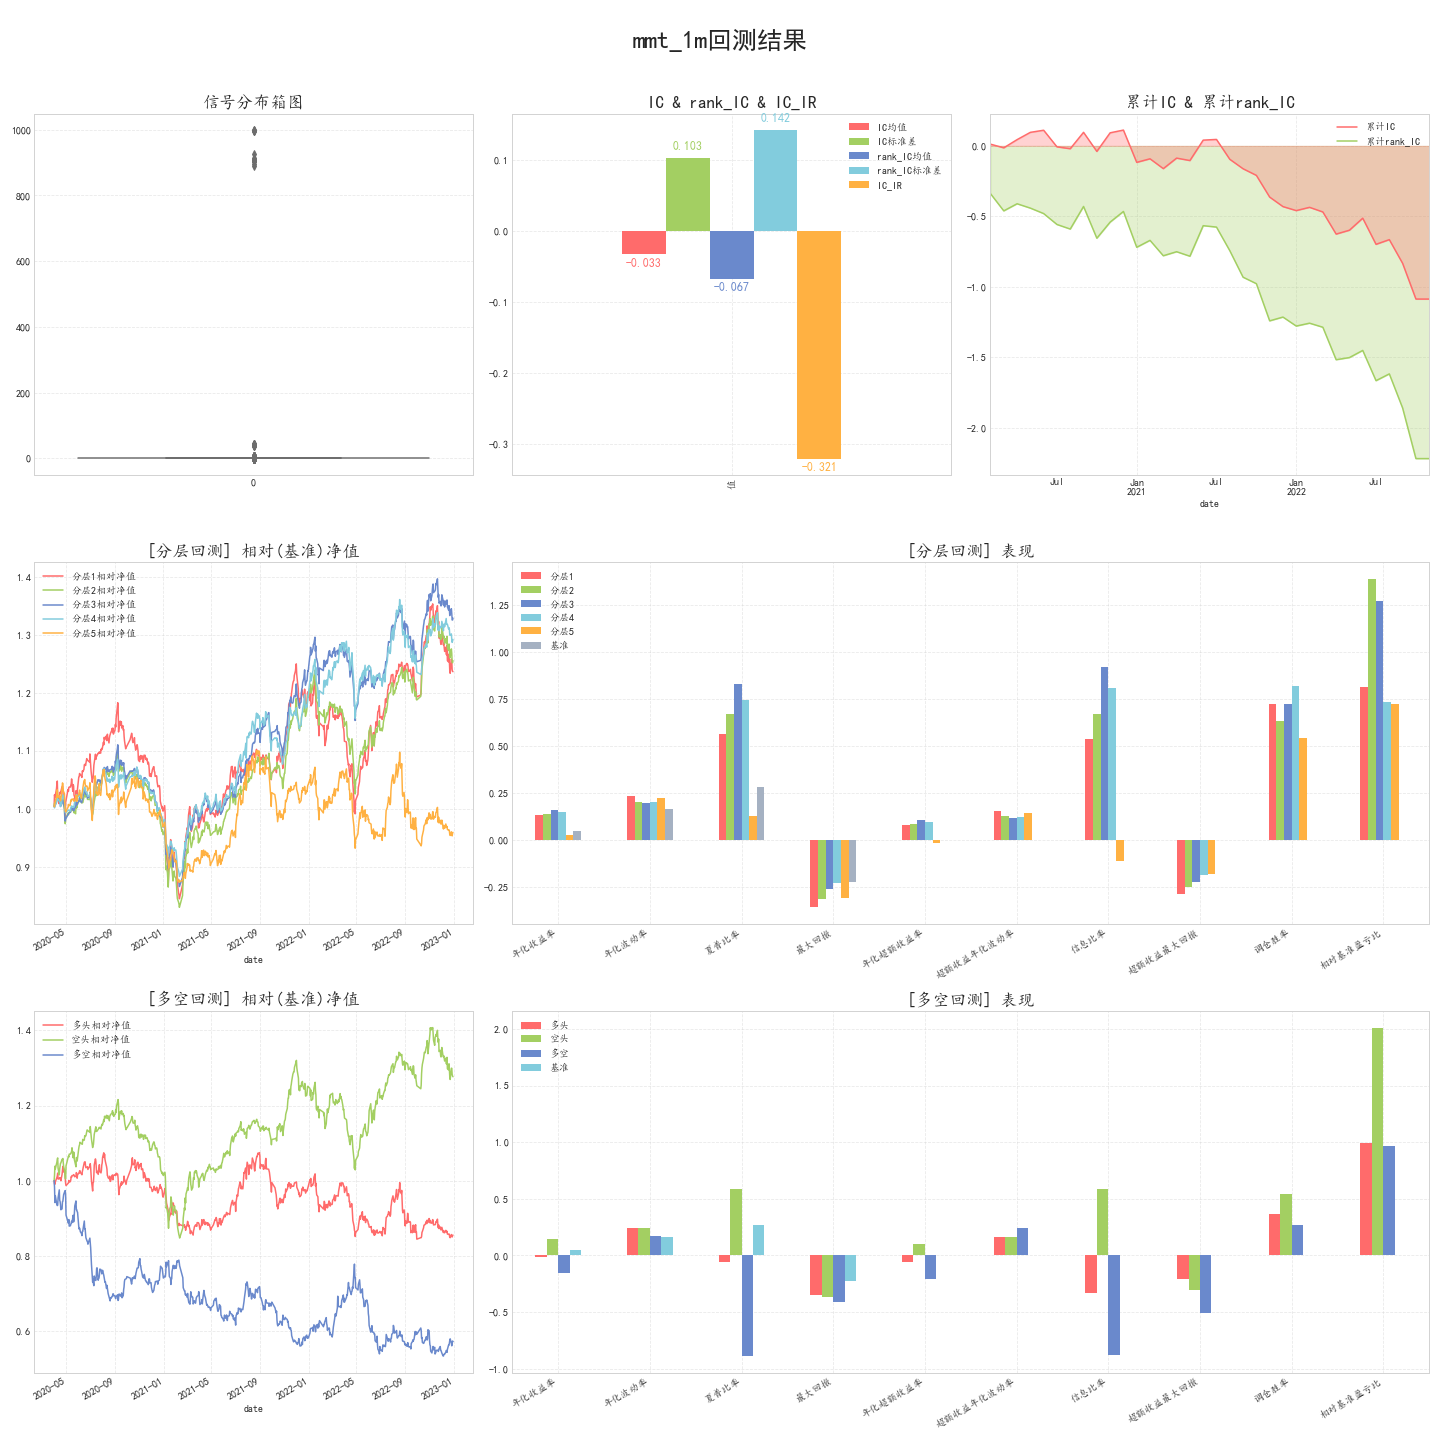 mmt_1m回测结果
信号分布箱图
1000
800
600
400
200
0
0
IC & rank_IC & IC_IR
0.1
0.0
-0.1
-0.2
-0.3
-0.033
0.103
-0.067
0.142
-0.321
IC均值
IC标准差
rank_IC均值
rank_IC标准差
IC_IR
值
累计IC & 累计rank_IC
0.0
-0.5
-1.0
-1.5
-2.0
累计IC
累计rank_IC
Jul
Jan
2021
Jul
Jan
2022
Jul
date
[分层回测] 相对(基准)净值
1.4
1.3
1.2
1.1
1.0
0.9
分层1相对净值
分层2相对净值
分层3相对净值
分层4相对净值
分层5相对净值
2020-05
2020-09
2021-01
2021-05
2021-09
2022-01
2022-05
2022-09
2023-01
date
[分层回测] 表现
1.25
1.00
0.75
0.50
0.25
0.00
-0.25
分层1
分层2
分层3
分层4
分层5
基准
年化收益率
年化波动率
夏普比率
最大回撤
年化超额收益率
超额收益年化波动率
信息比率
超额收益最大回撤
调仓胜率
相对基准盈亏比
[多空回测] 相对(基准)净值
1.4
1.2
1.0
0.8
0.6
多头相对净值
空头相对净值
多空相对净值
2020-05
2020-09
2021-01
2021-05
2021-09
2022-01
2022-05
2022-09
2023-01
date
[多空回测] 表现
2.0
1.5
1.0
0.5
0.0
-0.5
-1.0
多头
空头
多空
基准
年化收益率
年化波动率
夏普比率
最大回撤
年化超额收益率
超额收益年化波动率
信息比率
超额收益最大回撤
调仓胜率
相对基准盈亏比